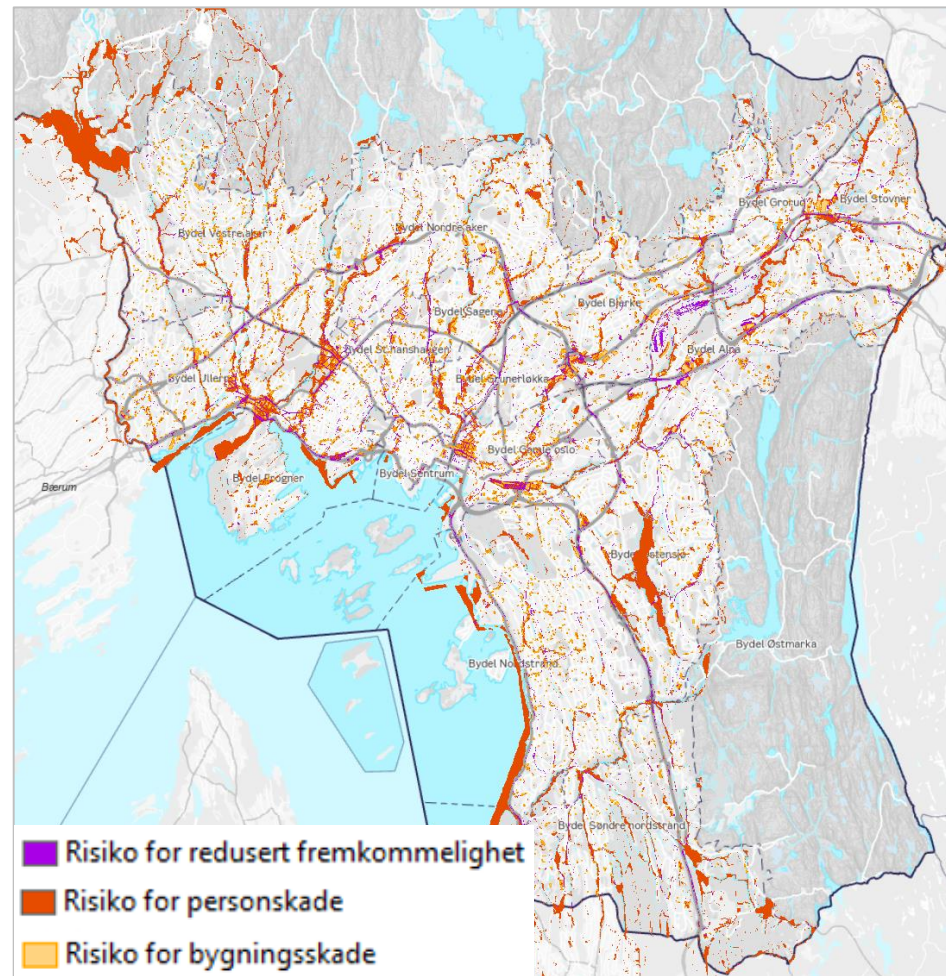 Bydel Grorud
Bydel Stovner
Bydel Vestre aker
Bydel Nordre aker
Bydel Bjerke
Bydel Sagene
Bydel St.hanshaugen
Bydel Alna
Bydel Ullern
Bydel Grunerløkka
Bydel Gamle oslo
Bydel Sentrum
Bydel Frogner
Bærum
Bydel Østensjø
Bydel Østmarka
Bydel Nordstrand
Bydel Søndre nordstrand
Risiko for redusert fremkommelighet
Risiko for personskade
Risiko for bygningsskade